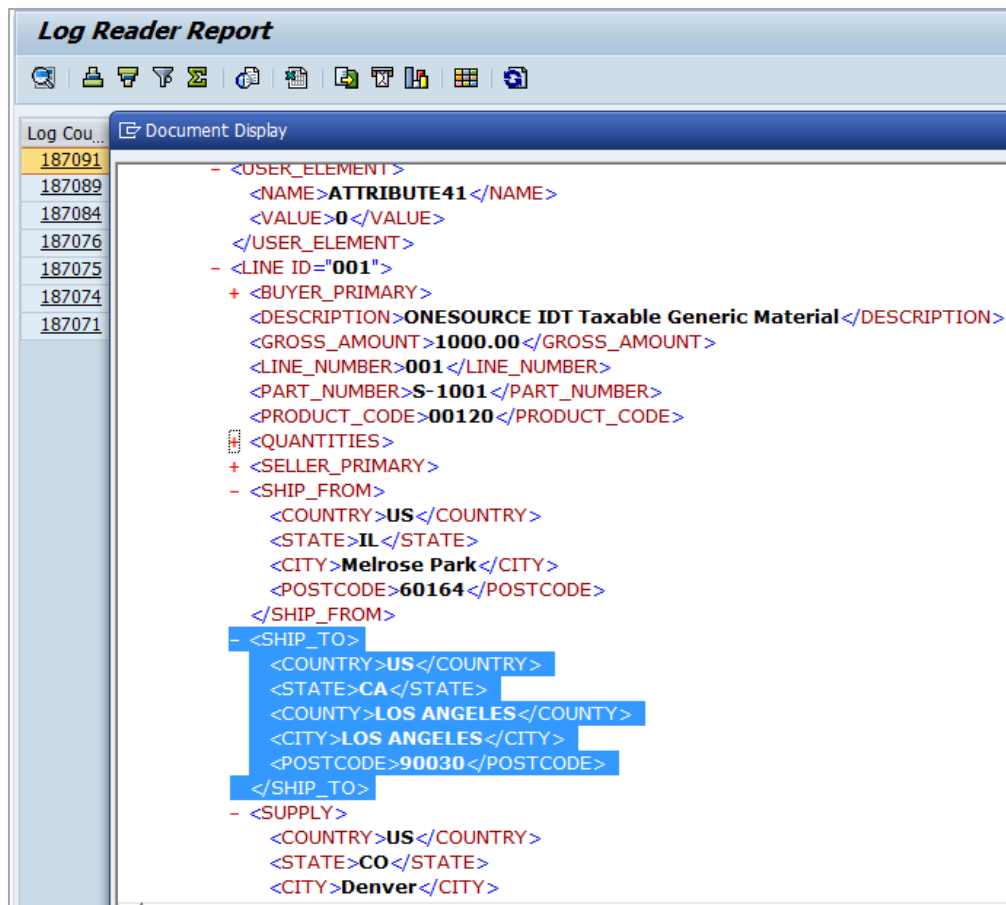 Log Reader Report
Log Cou...
187091
187089
187084
187076
187075
187074
187071
Document Display
- <USER_ELEMENT>
<NAME>ATTRIBUTE41</NAME>
<VALUE>0</VALUE>
</USER_ELEMENT>
- <LINE ID="001">
+ <BUYER_PRIMARY>
<DESCRIPTION>ONESOURCE IDT Taxable Generic Material</DESCRIPTION>
<GROSS_AMOUNT>1000.00</GROSS_AMOUNT>
<LINE_NUMBER>001</LINE_NUMBER>
<PART_NUMBER>S-1001</PART_NUMBER>
<PRODUCT_CODE>00120</PRODUCT_CODE>
+ <QUANTITIES>
+ <SELLER_PRIMARY>
- <SHIP_FROM>
<COUNTRY>US</COUNTRY>
<STATE>IL</STATE>
<CITY>Melrose Park</CITY>
<POSTCODE>60164</POSTCODE>
</SHIP_FROM>
- <SHIP_TO>
<COUNTRY>US</COUNTRY>
<STATE>CA</STATE>
<COUNTY>LOS ANGELES</COUNTY>
<CITY>LOS ANGELES</CITY>
<POSTCODE>90030</POSTCODE>
</SHIP_TO>
- <SUPPLY>
<COUNTRY>US</COUNTRY>
<STATE>CO</STATE>
<CITY>Denver</CITY>